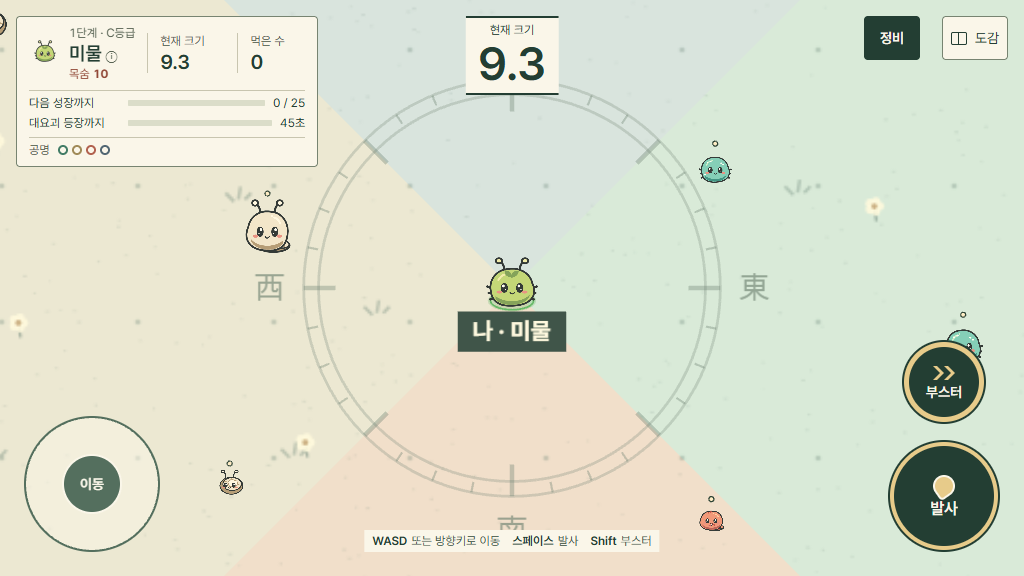 1단계 · C등급
미물 ⓘ
목숨 10
현재 크기
9.3
먹은 수
0
다음 성장까지 0 / 25
대요괴 등장까지 45초
공명
현재 크기
9.3
정비
도감
西
東
나 · 미물
부스터
이동
발사
南
WASD 또는 방향키로 이동 스페이스 발사 Shift 부스터